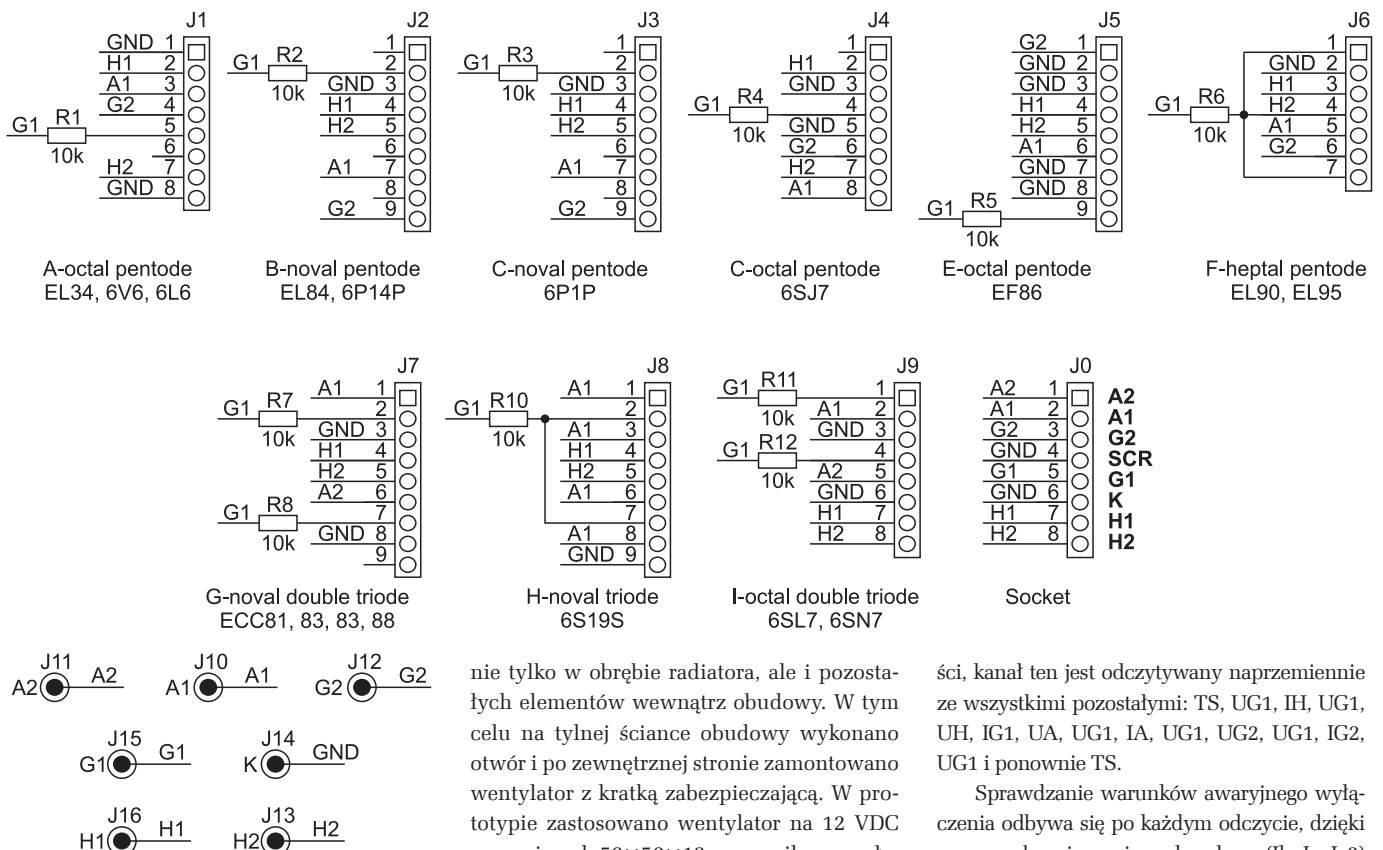 J1
GND 1
H1 2
A1 3
G2 4
G1 R1 5
10k
6
H2 7
GND 8
A-octal pentode
EL34, 6V6, 6L6
J2
1
G1 R2 2
10k
GND 3
H1 4
H2 5
6
A1 7
8
G2 9
B-noval pentode
EL84, 6P14P
J3
1
G1 R3 2
10k
GND 3
H1 4
H2 5
6
A1 7
8
G2 9
C-noval pentode
6P1P
J4
1
H1 2
GND 3
G1 R4 4
10k
GND 5
G2 6
H2 7
A1 8
C-octal pentode
6SJ7
J5
G2 1
GND 2
GND 3
H1 4
H2 5
A1 6
GND 7
GND 8
G1 R5 9
10k
E-octal pentode
EF86
J6
1
GND 2
H1 3
G1 R6 H2 4
10k
A1 5
G2 6
7
F-heptal pentode
EL90, EL95
J7
A1 1
G1 R7 2
10k
GND 3
H1 4
H2 5
A2 6
G1 R8 7
10k
GND 8
9
G-noval double triode
ECC81, 83, 83, 88
J8
A1 1
G1 R10 2
10k
A1 3
H1 4
H2 5
A1 6
7
A1 8
GND 9
H-noval triode
6S19S
J9
G1 R11 1
10k
A1 2
GND 3
G1 R12 4
10k
A2 5
GND 6
H1 7
H2 8
I-octal double triode
6SL7, 6SN7
J0
A2 1 A2
A1 2 A1
G2 3 G2
GND 4 SCR
G1 5 G1
GND 6 K
H1 7 H1
H2 8 H2
Socket
J11
A2 A2
J10
A1 A1
J12
G2 G2
J15
G1 G1
J14
K GND
J16
H1 H1
J13
H2 H2
nie tylko w obrębie radiatora, ale i pozosta-
łych elementów wewnątrz obudowy. W tym
celu na tylnej ściance obudowy wykonano
otwór i po zewnętrznej stronie zamontowano
wentylator z kratką zabezpieczającą. W pro-
totypie zastosowano wentylator na 12 VDC
ści, kanał ten jest odczytywany naprzemiennie
ze wszystkimi pozostałymi: TS, UG1, IH, UG1,
UH, IG1, UA, UG1, IA, UG1, UG2, UG1, IG2,
UG1 i ponownie TS.
Sprawdzanie warunków awaryjnego wyłą-
czenia odbywa się po każdym odczycie, dzięki